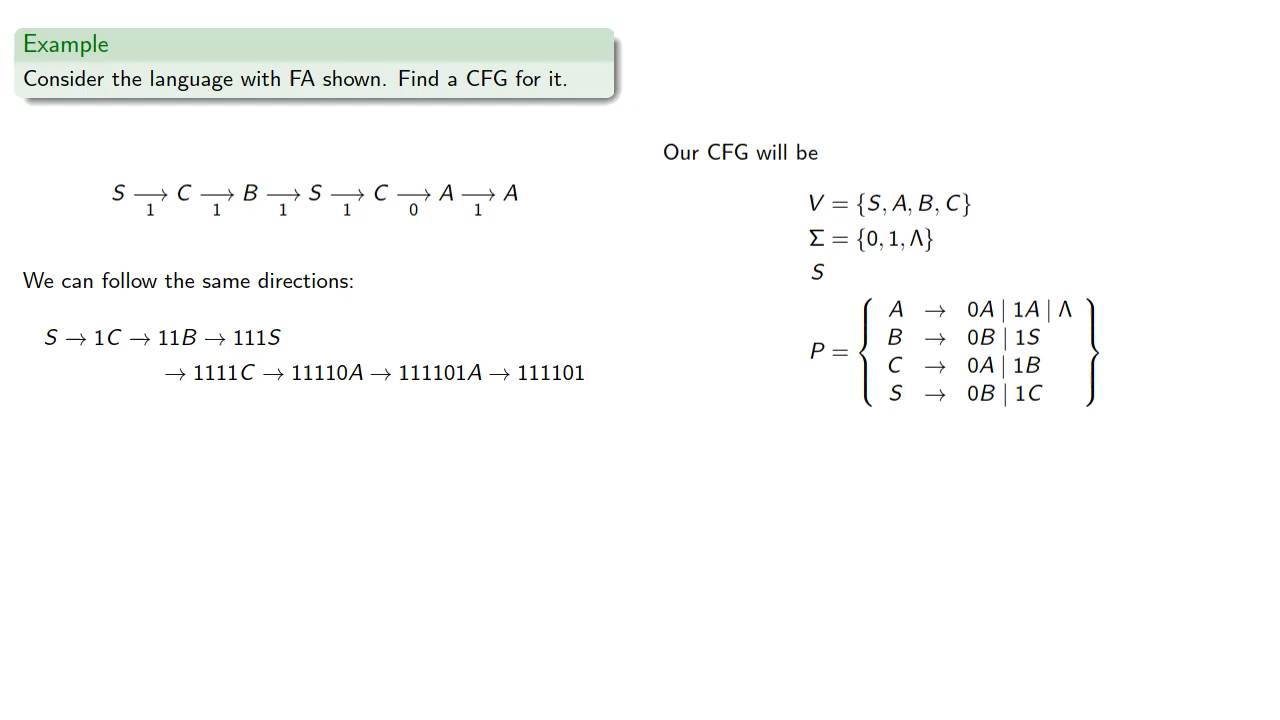 Example
Consider the language with FA shown. Find a CFG for it.
S → C → B → S → C → A → A
1 1 1 1 0 1
We can follow the same directions:
S → 1C → 11B → 111S
→ 1111C → 11110A → 111101A → 111101
Our CFG will be
V = {S, A, B, C}
Σ = {0, 1, Λ}
S
P = {
A → 0A | 1A | Λ
B → 0B | 1S
C → 0A | 1B
S → 0B | 1C
}